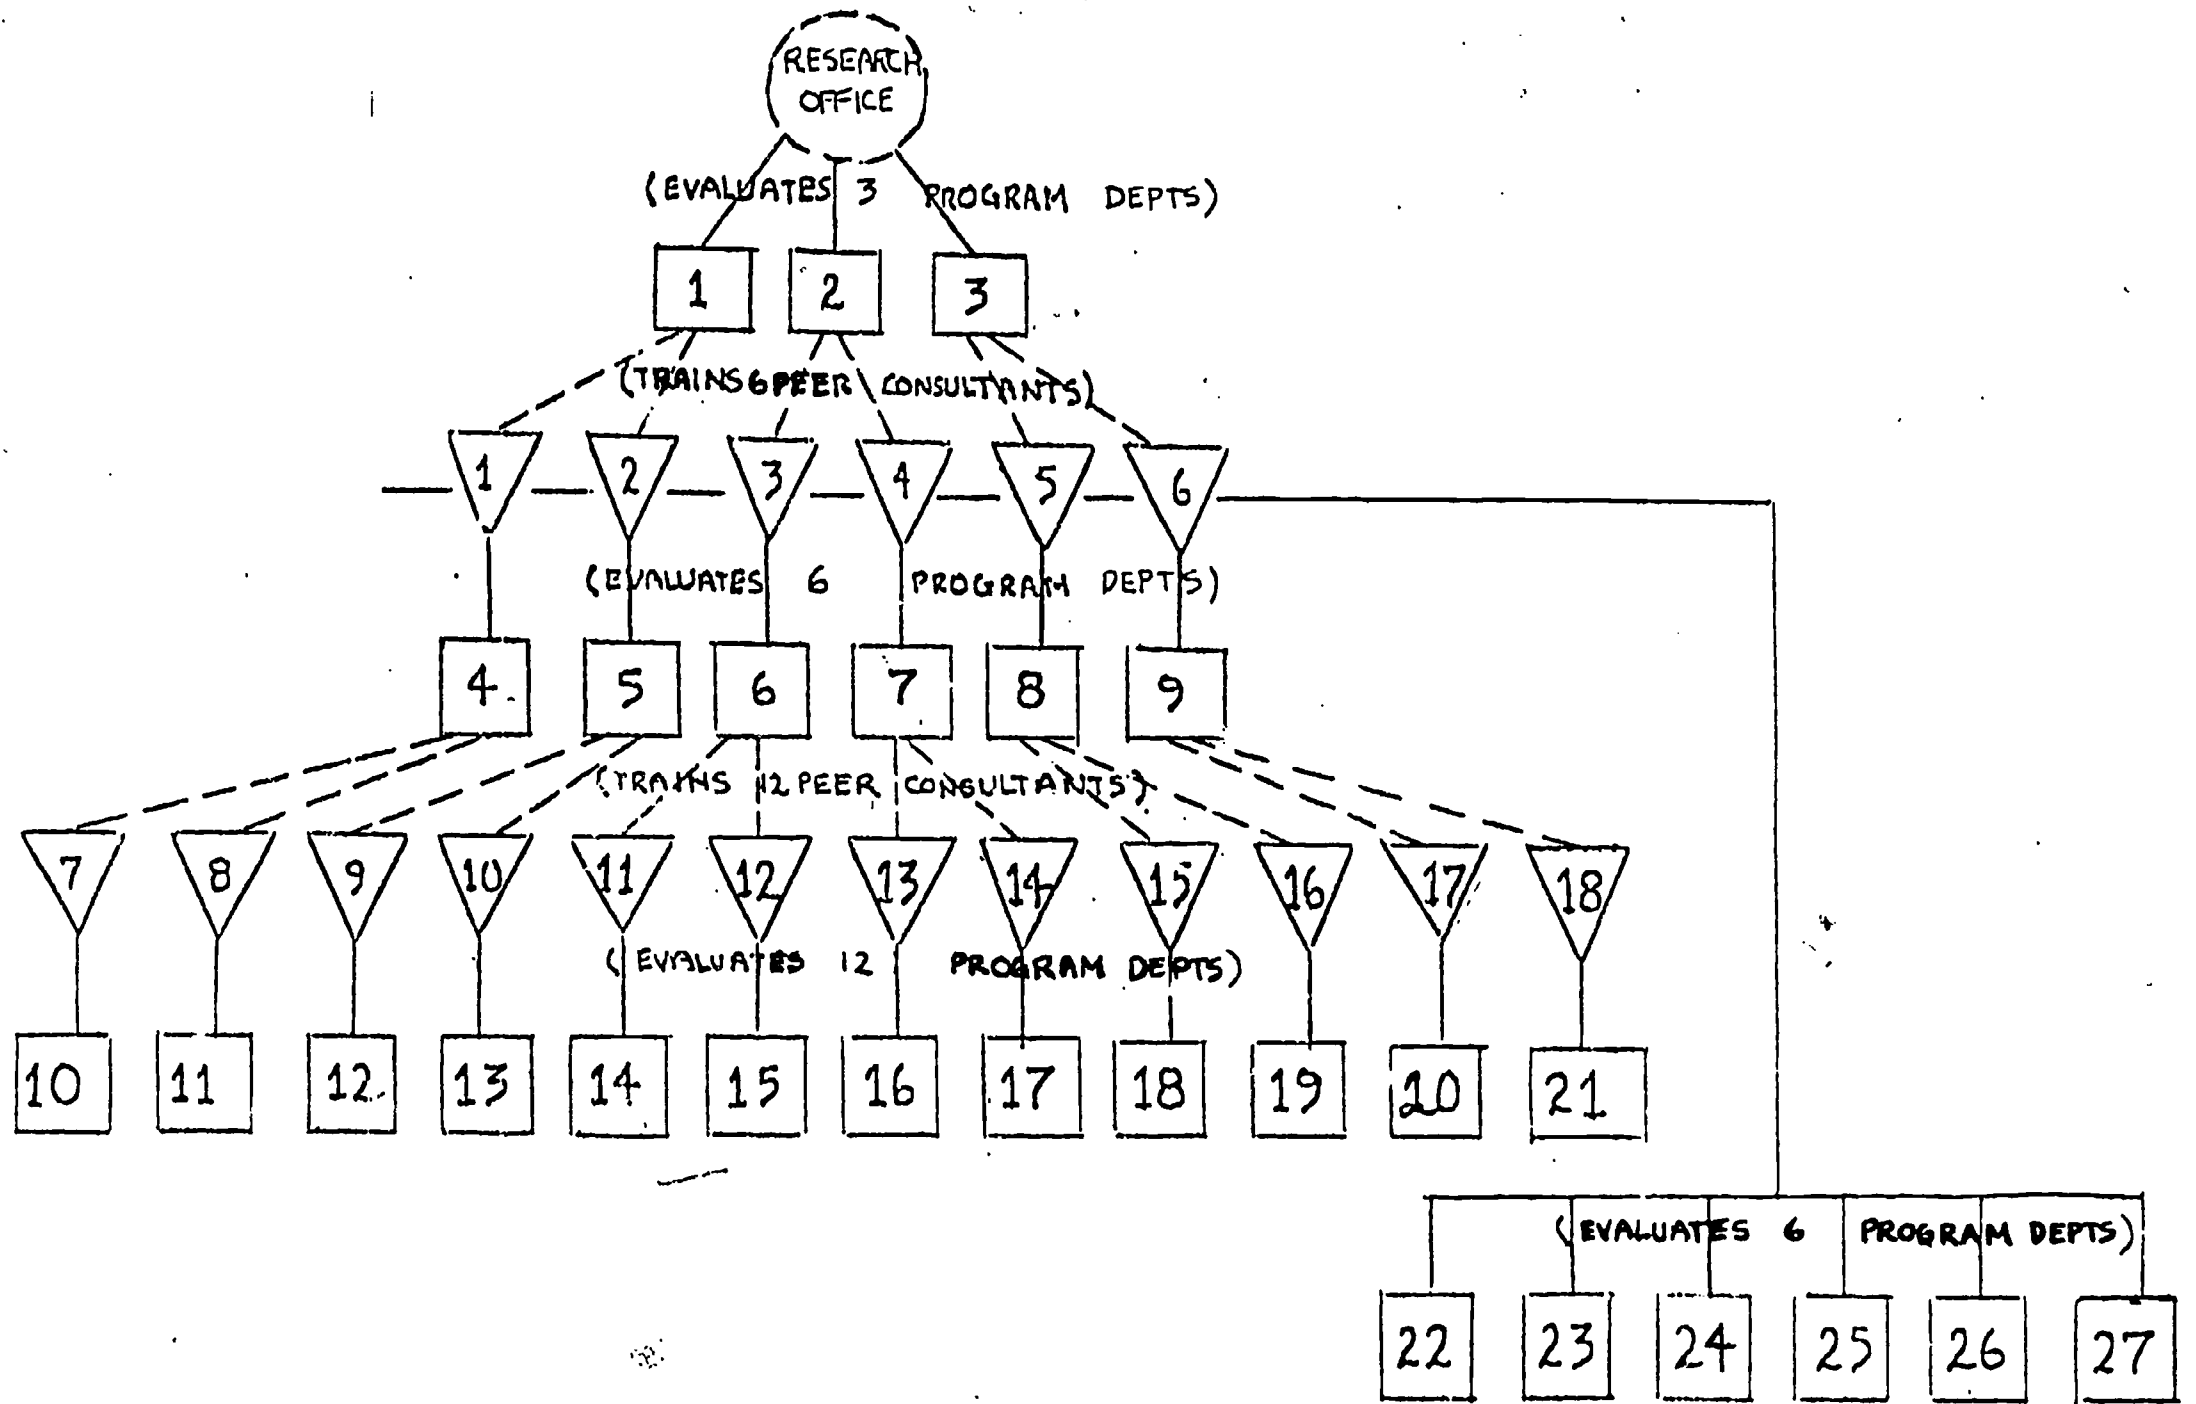 RESEARCH
OFFICE
(EVALUATES 3 PROGRAM DEPTS)
1 2 3
(TRAINS 6 PEER CONSULTANTS)
1 2 3 4 5 6
(EVALUATES 6 PROGRAM DEPTS)
4 5 6 7 8 9
(TRAINS 12 PEER CONSULTANTS)
7 8 9 10 11 12 13 14 15 16 17 18
(EVALUATES 12 PROGRAM DEPTS)
10 11 12 13 14 15 16 17 18 19 20 21
(EVALUATES 6 PROGRAM DEPTS)
22 23 24 25 26 27